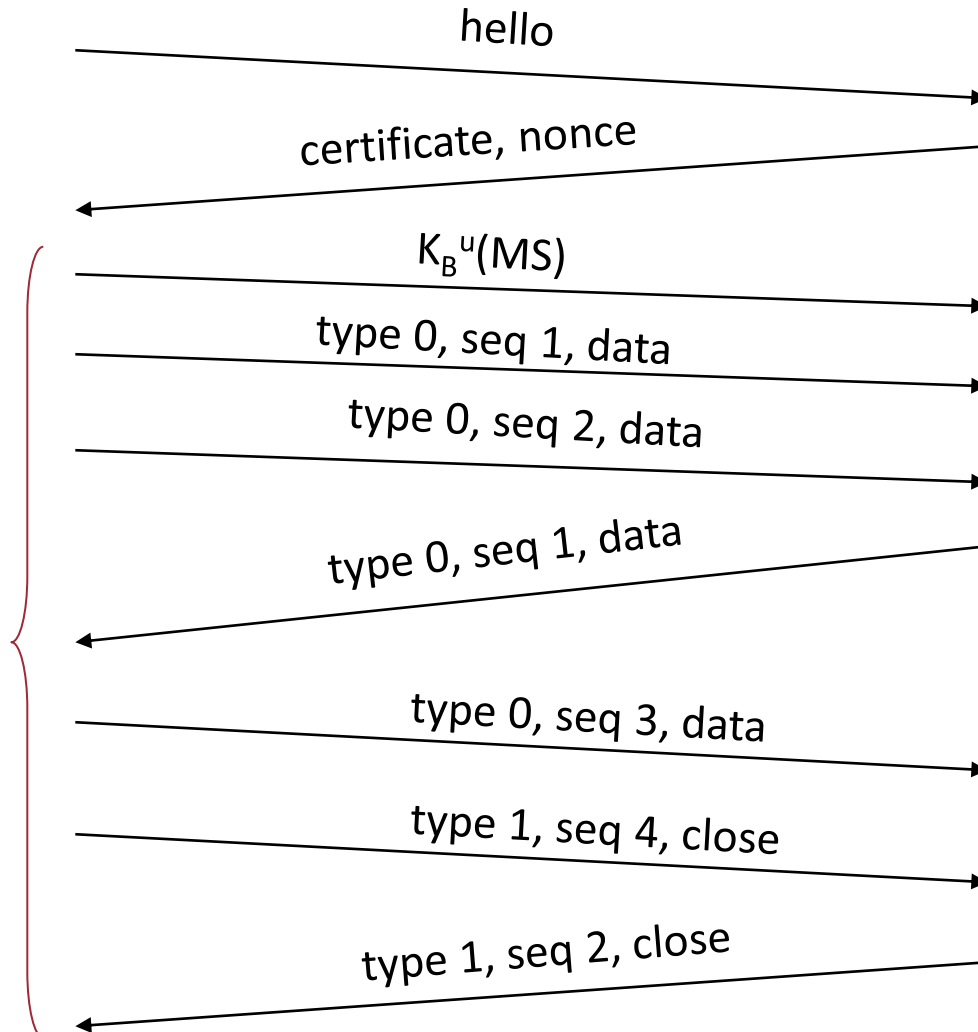 hello
certificate, nonce
K_B^u(MS)
type 0, seq 1, data
type 0, seq 2, data
type 0, seq 1, data
type 0, seq 3, data
type 1, seq 4, close
type 1, seq 2, close